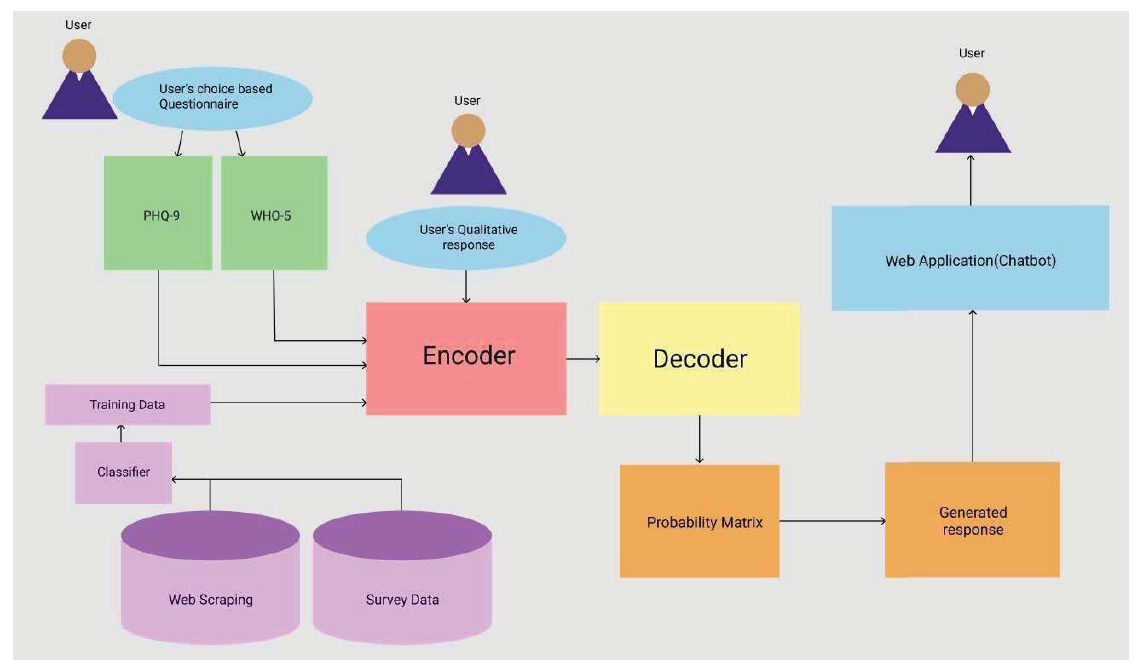 User
User's choice based
Questionnaire
User
User
PHQ-9
WHO-5
User's Qualitative
response
Web Application(Chatbot)
Encoder
Decoder
Training Data
Classifier
Probability Matrix
Generated
response
Web Scraping
Survey Data